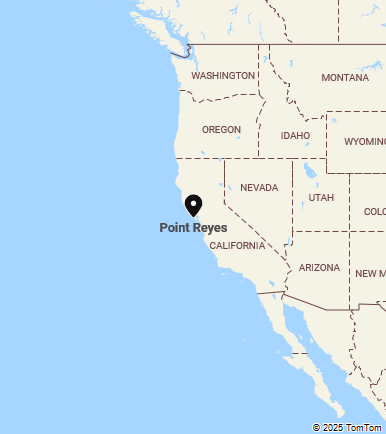 WASHINGTON
MONTANA
OREGON
IDAHO
WYOMING
NEVADA
UTAH
COLO
Point Reyes
CALIFORNIA
ARIZONA
NEW M
© 2025 TomTom